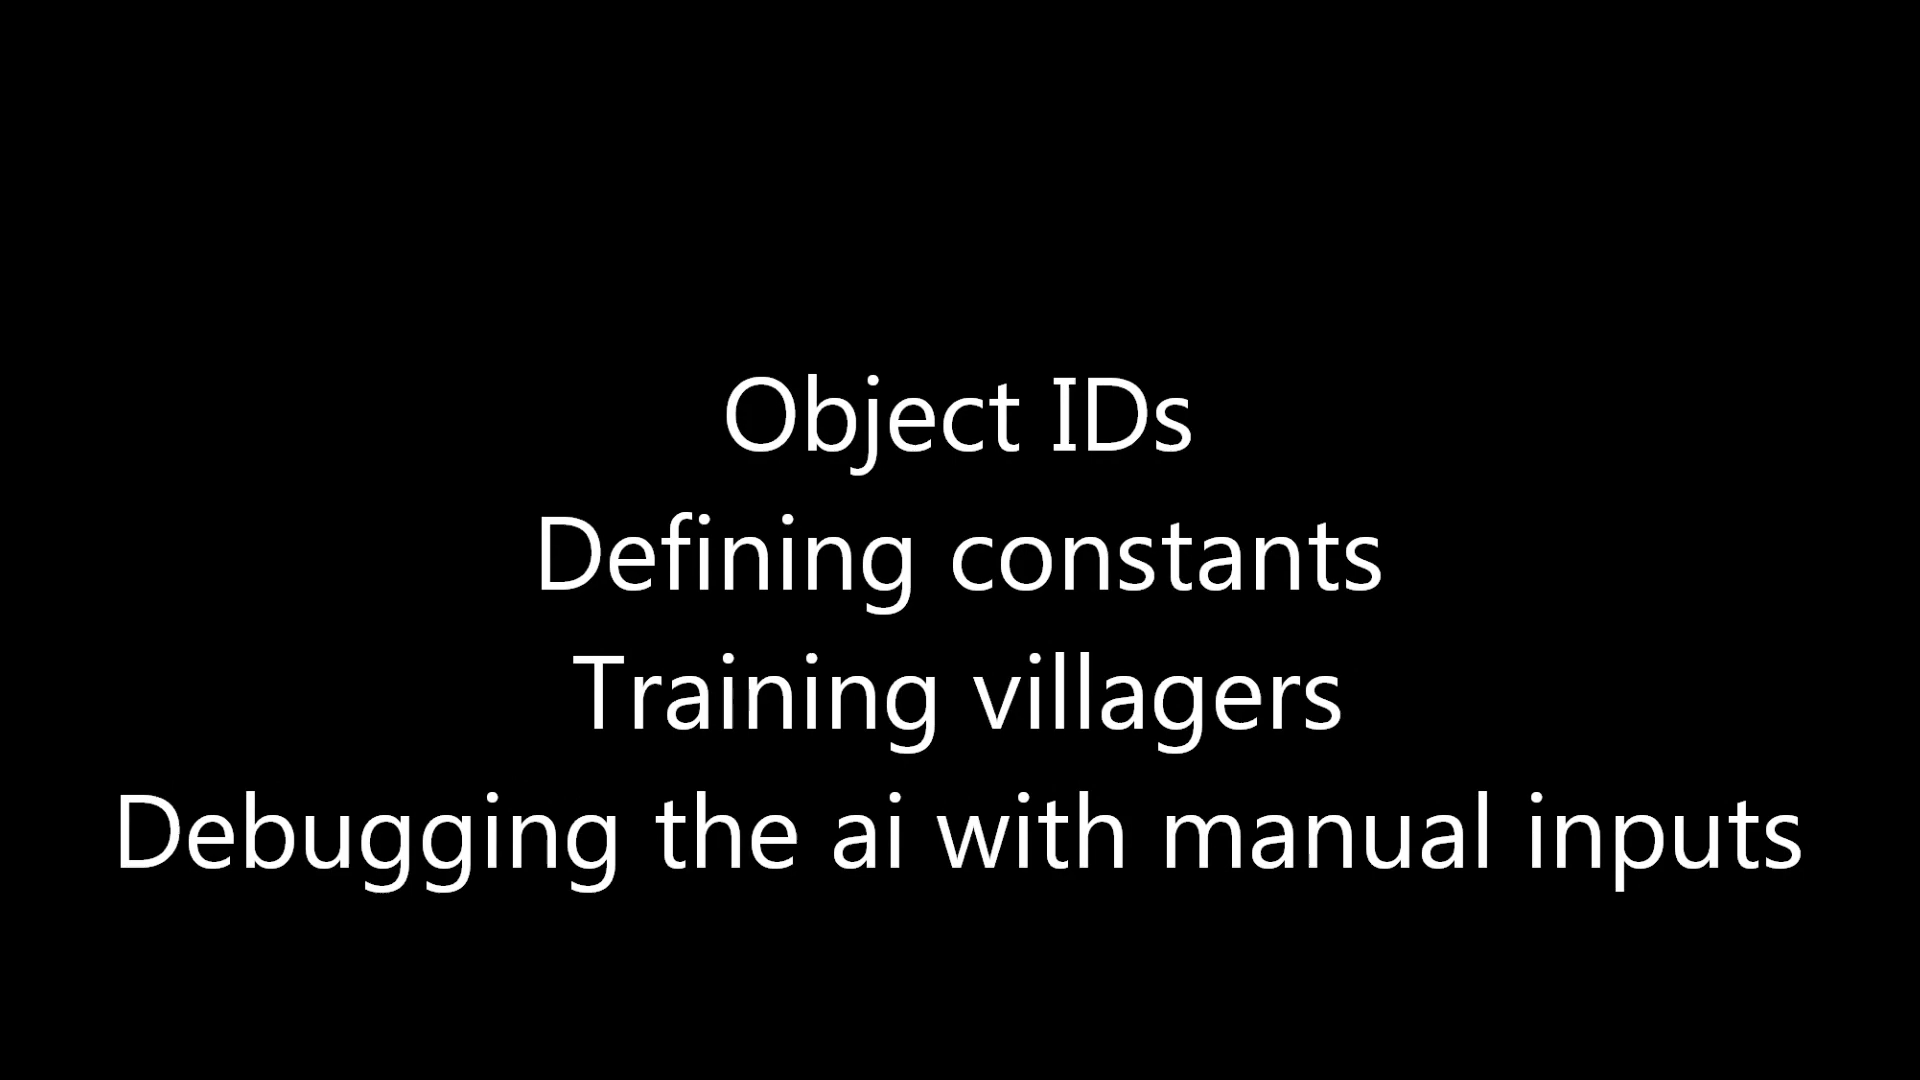 Object IDs
Defining constants
Training villagers
Debugging the ai with manual inputs